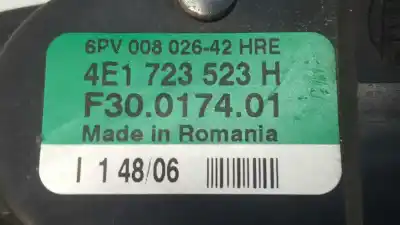 6PV 008 026-42 HRE
4E1 723 523 H
F30.0174.01
Made in Romania
I 1 48/06